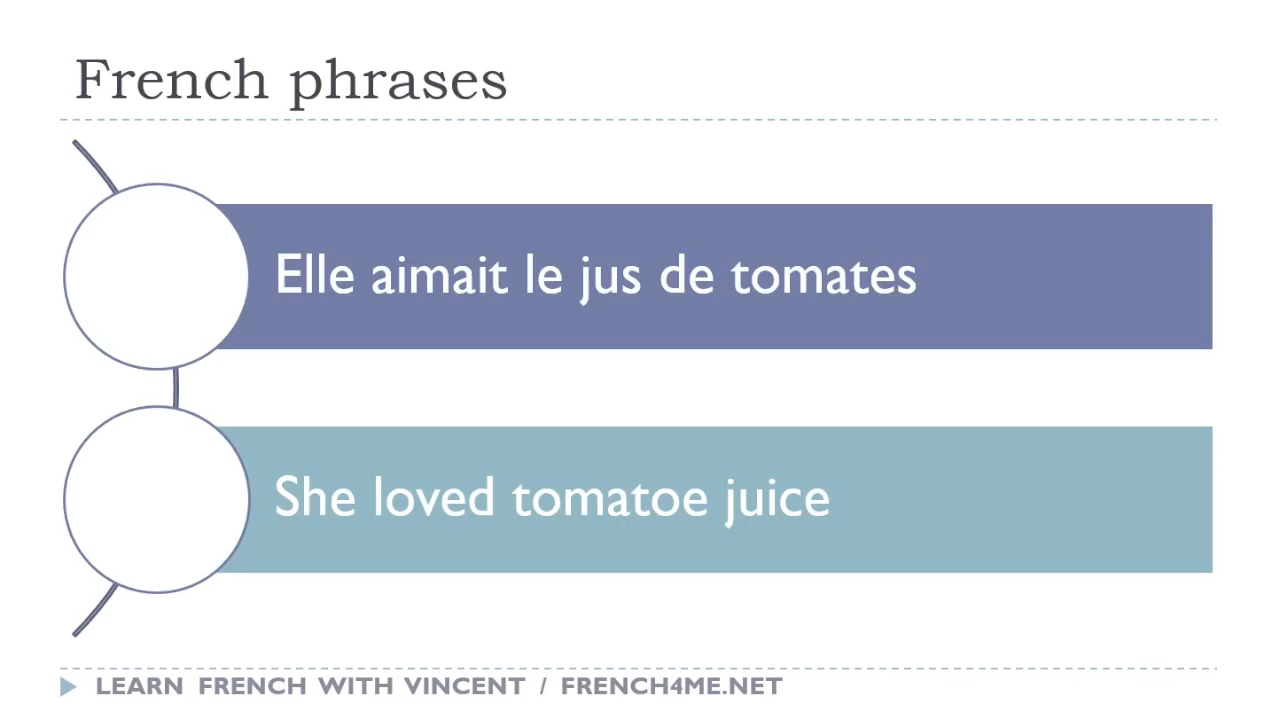 French phrases
Elle aimait le jus de tomates
She loved tomatoe juice
LEARN FRENCH WITH VINCENT / FRENCH4ME.NET